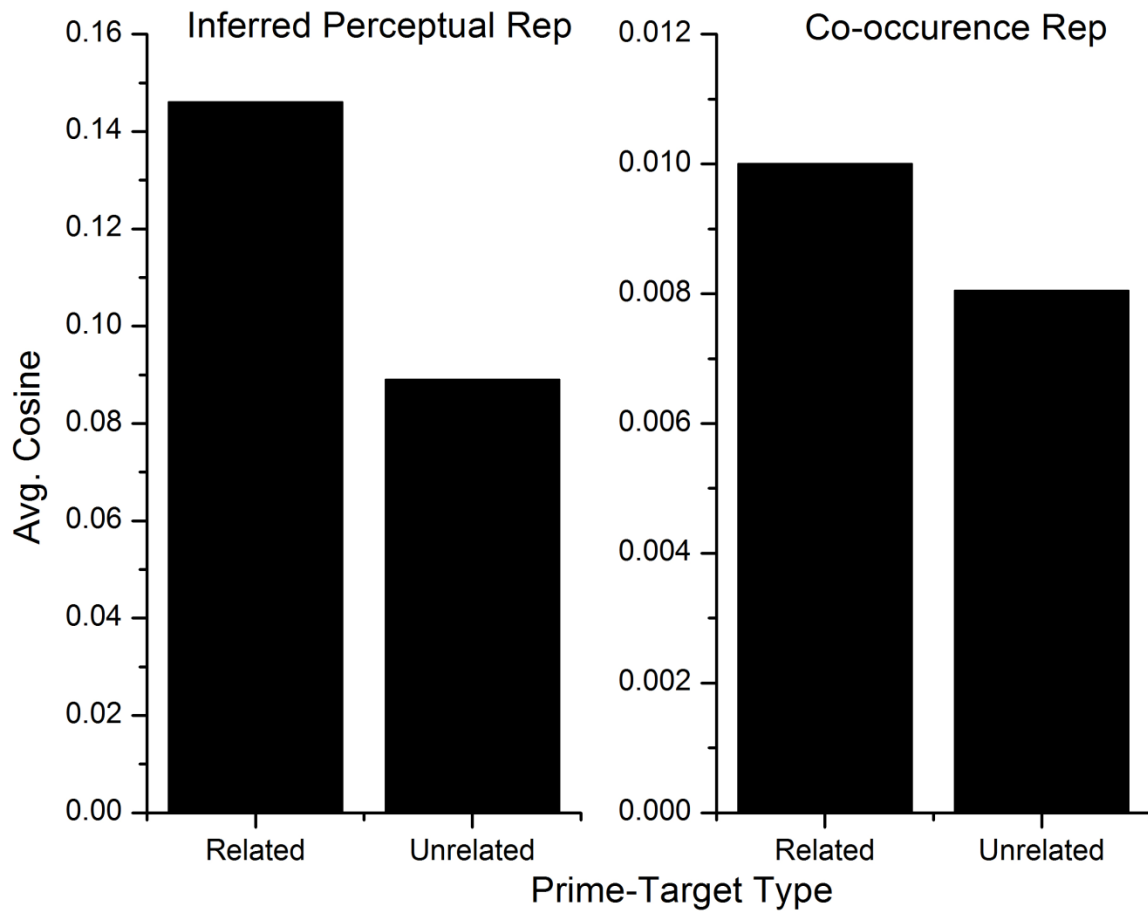 Inferred Perceptual Rep
Avg. Cosine
0.16
0.14
0.12
0.10
0.08
0.06
0.04
0.02
0.00
Related
Unrelated
Co-occurence Rep
0.012
0.010
0.008
0.006
0.004
0.002
0.000
Related
Unrelated
Prime-Target Type